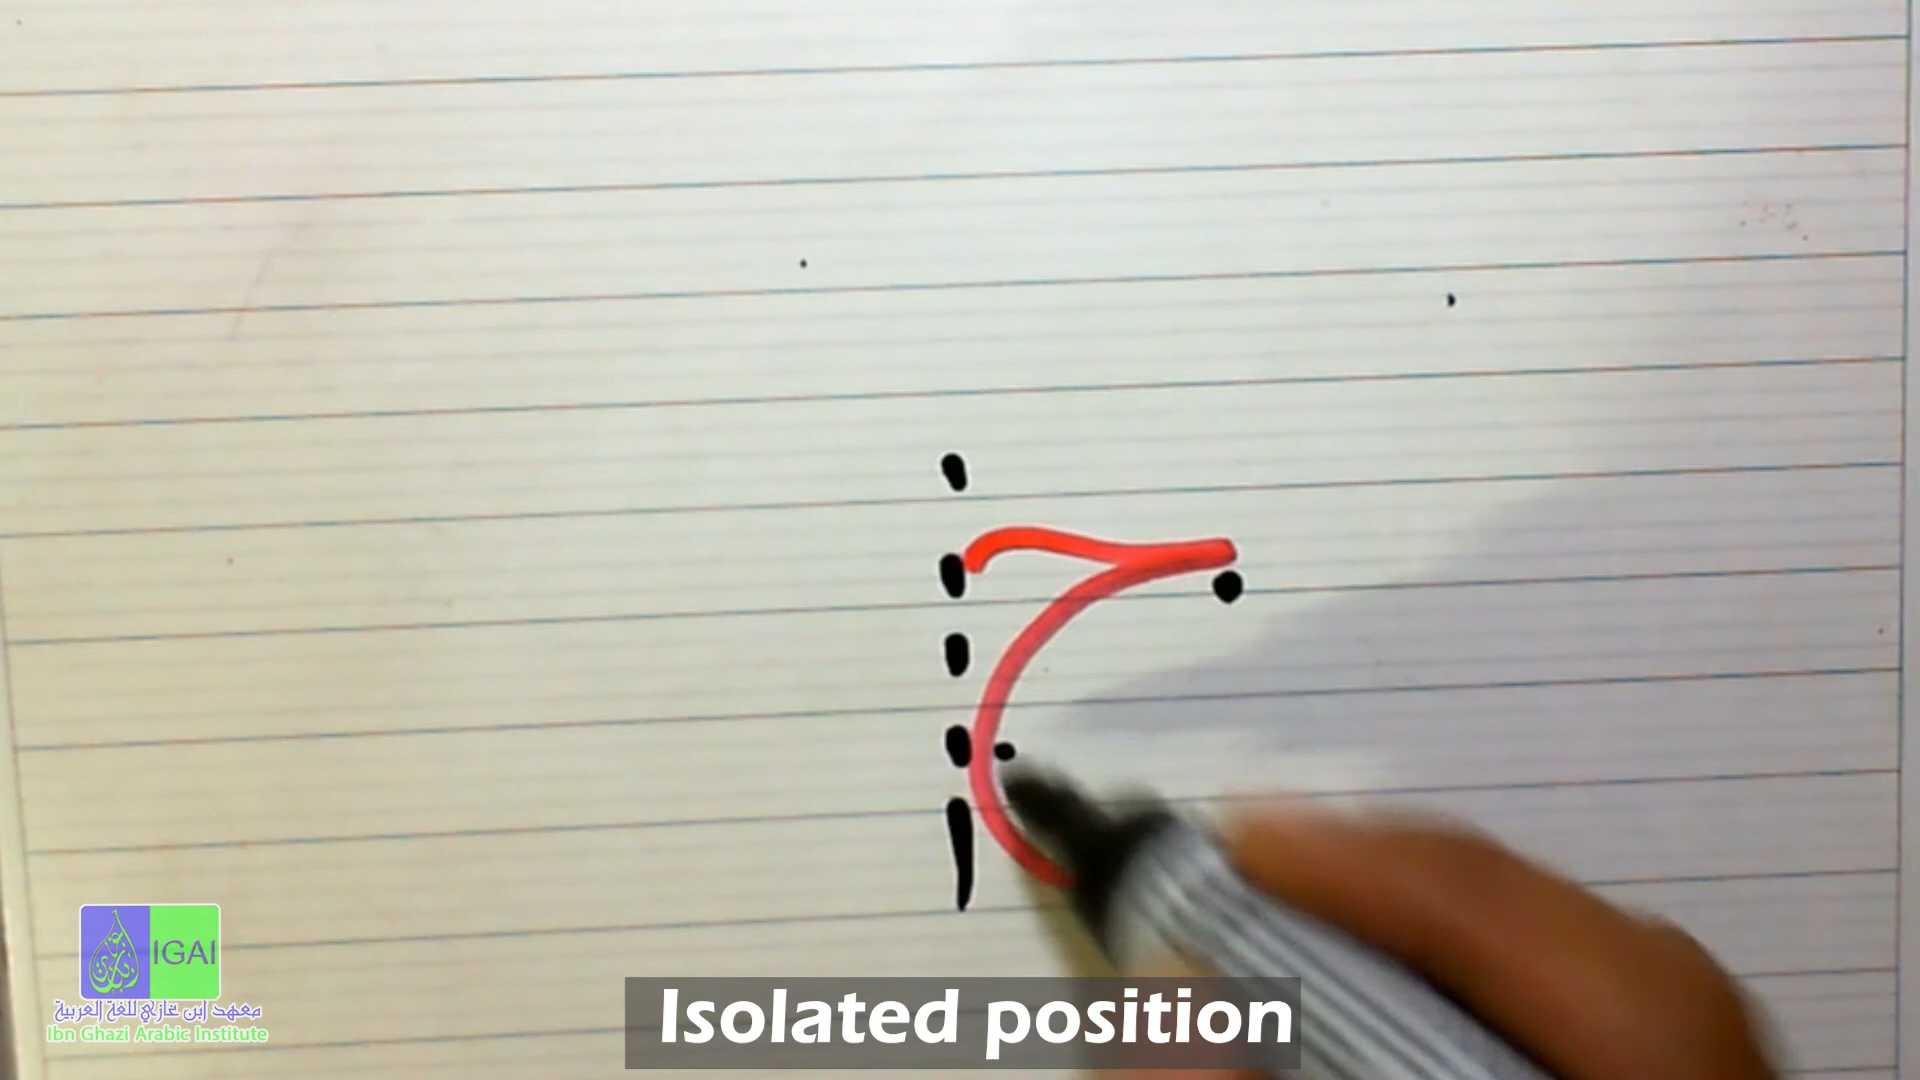 ح
IGAI
معهد ابن غازي للغة العربية
Ibn Ghazi Arabic Institute
Isolated position